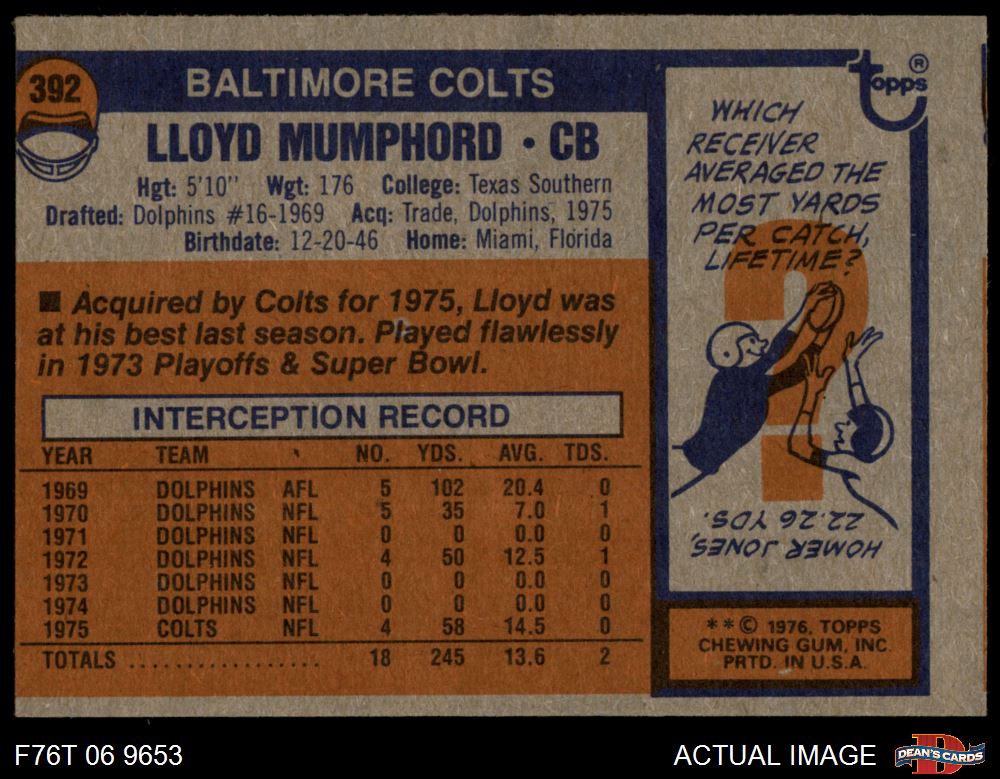 392
BALTIMORE COLTS
LLOYD MUMPHORD • CB
Hgt: 5'10" Wgt: 176 College: Texas Southern
Drafted: Dolphins #16-1969 Acq: Trade, Dolphins, 1975
Birthdate: 12-20-46 Home: Miami, Florida
■ Acquired by Colts for 1975, Lloyd was
at his best last season. Played flawlessly
in 1973 Playoffs & Super Bowl.
INTERCEPTION RECORD
YEAR TEAM NO. YDS. AVG. TDS.
1969 DOLPHINS AFL 5 102 20.4 0
1970 DOLPHINS NFL 5 35 7.0 1
1971 DOLPHINS NFL 0 0 0.0 0
1972 DOLPHINS NFL 4 50 12.5 1
1973 DOLPHINS NFL 0 0 0.0 0
1974 DOLPHINS NFL 0 0 0.0 0
1975 COLTS NFL 4 58 14.5 0
TOTALS ................. 18 245 13.6 2
topps®
WHICH
RECEIVER
AVERAGED THE
MOST YARDS
PER CATCH,
LIFETIME?
?
HOMER JONES,
22.26 YDS.
**© 1976, TOPPS
CHEWING GUM, INC.
PRTD. IN U.S.A.
F76T 06 9653
ACTUAL IMAGE
D
DEAN'S CARDS